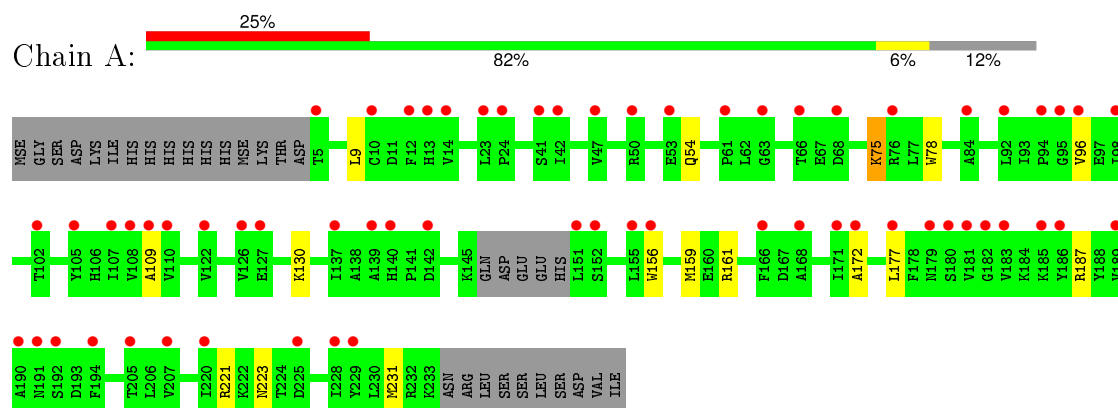 25%
Chain A:
82% 6% 12%
MSE GLY SER ASP LYS ILE HIS HIS HIS HIS HIS HIS MSE LYS THR ASP T5 L9 C10 D11 F12 H13 V14 L23 P24 S41 I42 V47 R50 E53 Q54 P61 L62 G63 T66 E67 D68 K75 R76 L77 W78 A84 L92 I93 P94 G95 V96 E97 I98
T102 Y105 H106 I107 V108 A109 V110 V122 V126 E127 K130 I137 A138 A139 H140 P141 D142 K145 GLN ASP GLU GLU HIS L151 S152 L155 W156 M159 E160 R161 F166 D167 A168 I171 A172 L177 F178 N179 S180 V181 G182 V183 K184 K185 Y186 R187 Y188
A190 N191 S192 D193 F194 T205 L206 V207 I220 R221 K222 N223 T224 D225 I228 Y229 L230 M231 R232 K233 ASN ARG LEU SER SER LEU SER ASP VAL ILE